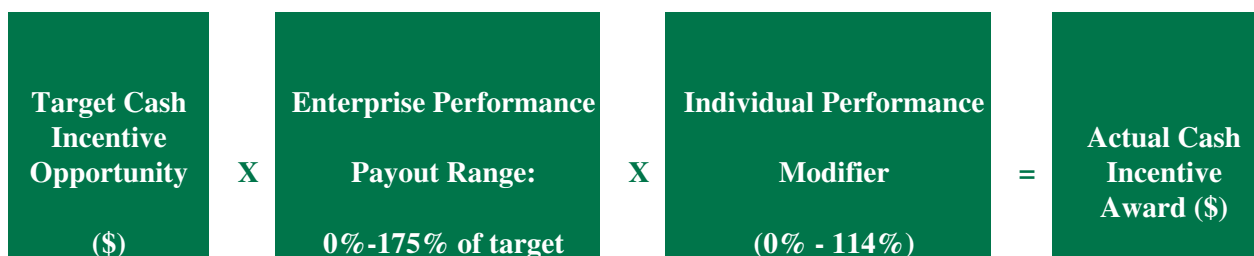 Target Cash
Incentive
Opportunity
($)
X
Enterprise Performance
Payout Range:
0%-175% of target
X
Individual Performance
Modifier
(0% - 114%)
=
Actual Cash
Incentive
Award ($)